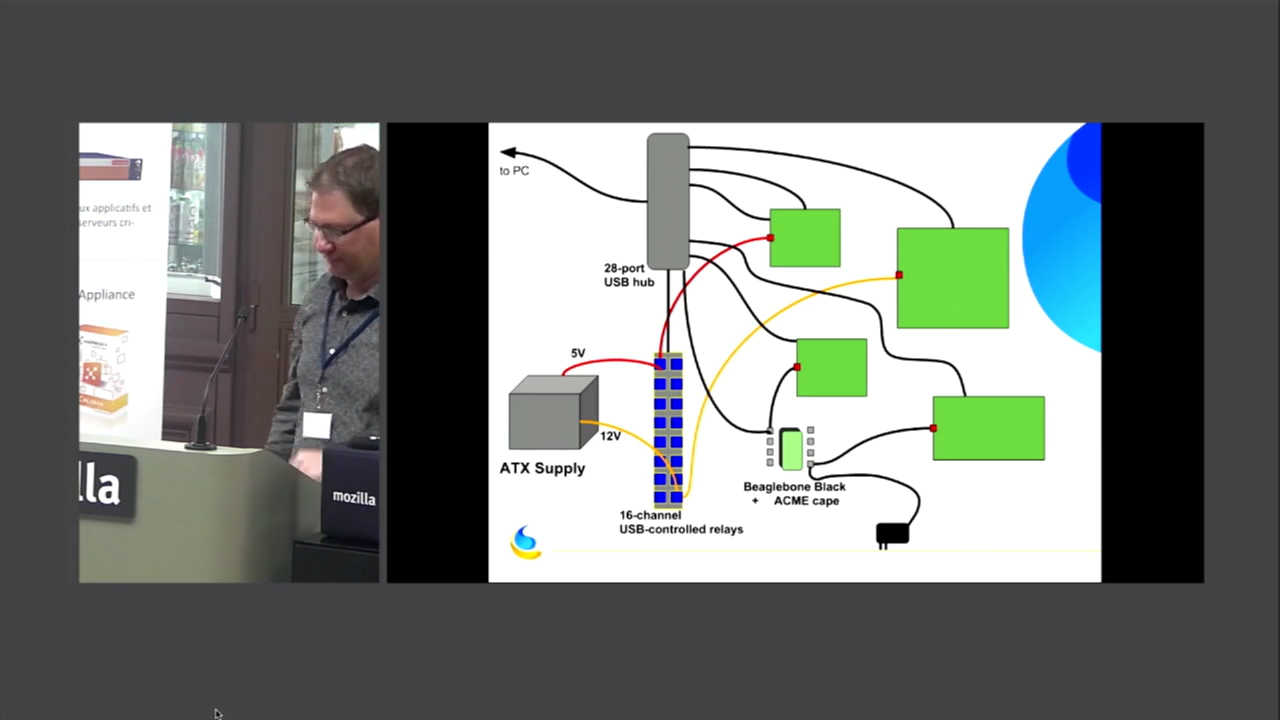 ux applicatifs et
serveurs cri-
Appliance
lla
mozilla
to PC
28-port
USB hub
5V
12V
ATX Supply
16-channel
USB-controlled relays
Beaglebone Black
+ ACME cape